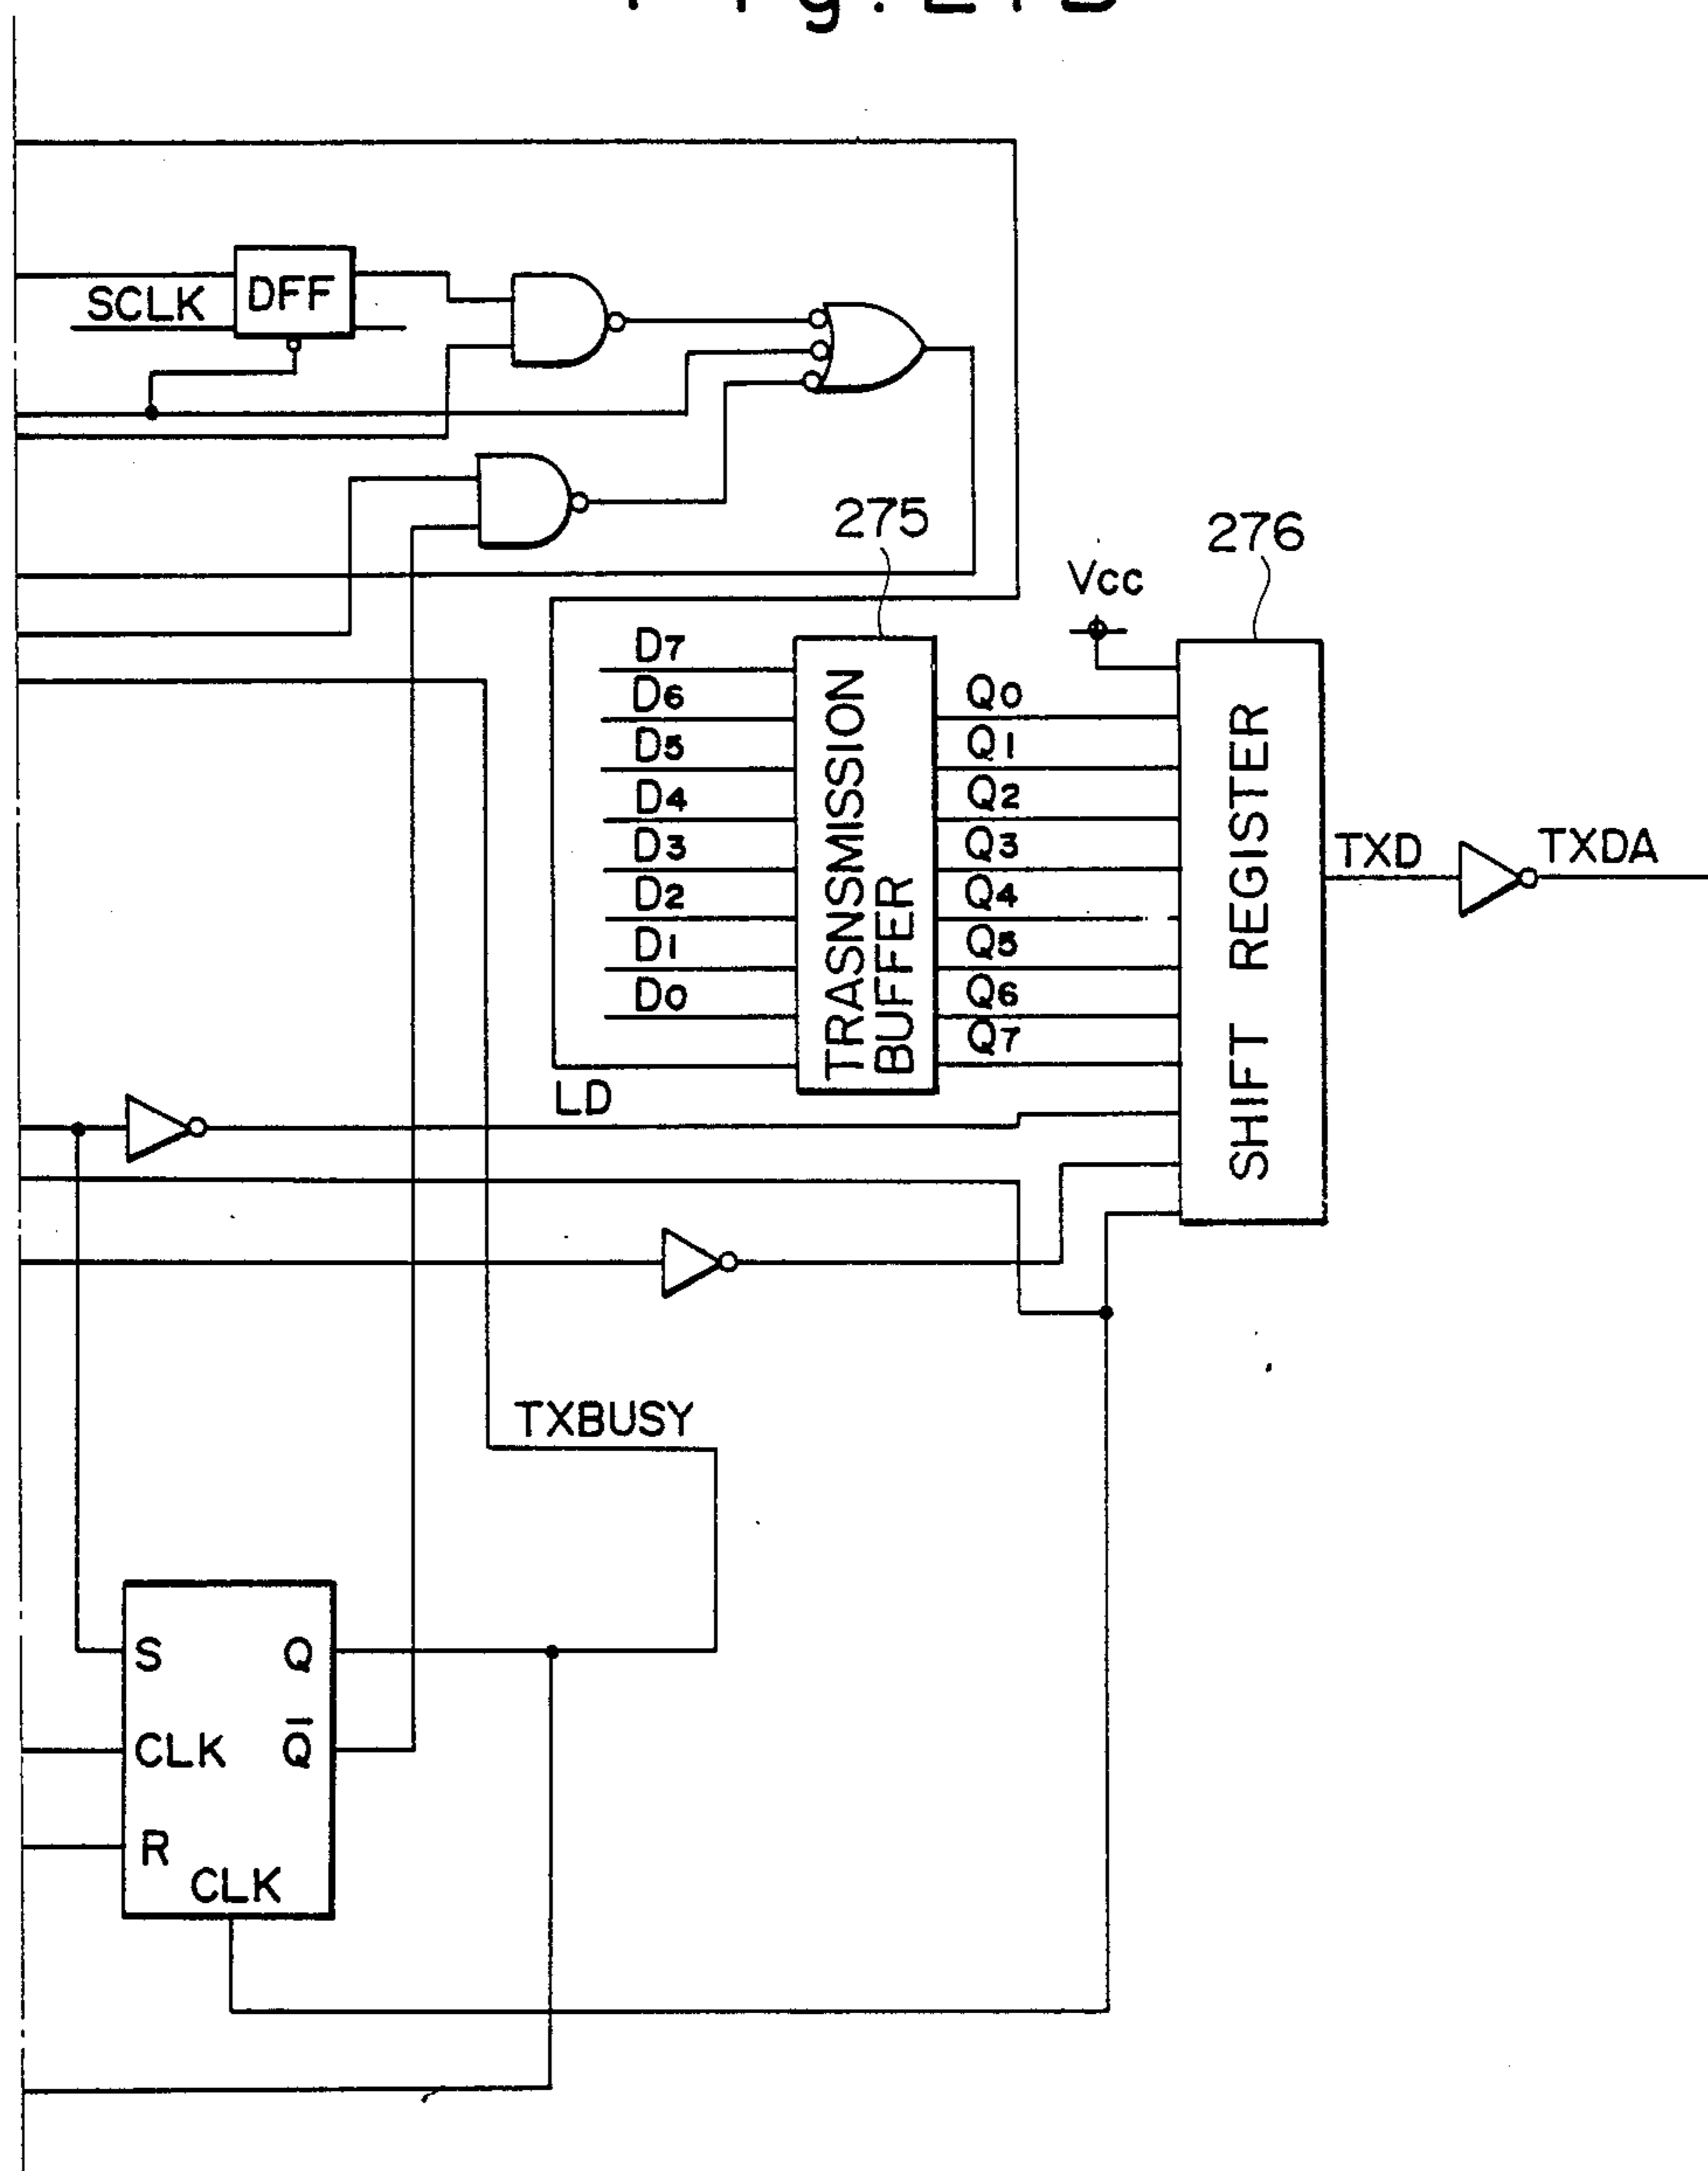 SCLK
DFF
275
276
Vcc
D7
D6
D5
D4
D3
D2
D1
D0
LD
TRASNSMISSION
BUFFER
Q0
Q1
Q2
Q3
Q4
Q5
Q6
Q7
SHIFT REGISTER
TXD
TXDA
TXBUSY
S
Q
CLK
Q̅
R
CLK